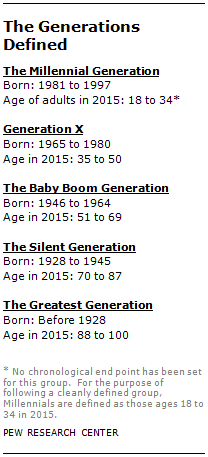 The Generations
Defined
The Millennial Generation
Born: 1981 to 1997
Age of adults in 2015: 18 to 34*
Generation X
Born: 1965 to 1980
Age in 2015: 35 to 50
The Baby Boom Generation
Born: 1946 to 1964
Age in 2015: 51 to 69
The Silent Generation
Born: 1928 to 1945
Age in 2015: 70 to 87
The Greatest Generation
Born: Before 1928
Age in 2015: 88 to 100
* No chronological end point has been set
for this group. For the purpose of
following a cleanly defined group,
Millennials are defined as those ages 18 to
34 in 2015.
PEW RESEARCH CENTER